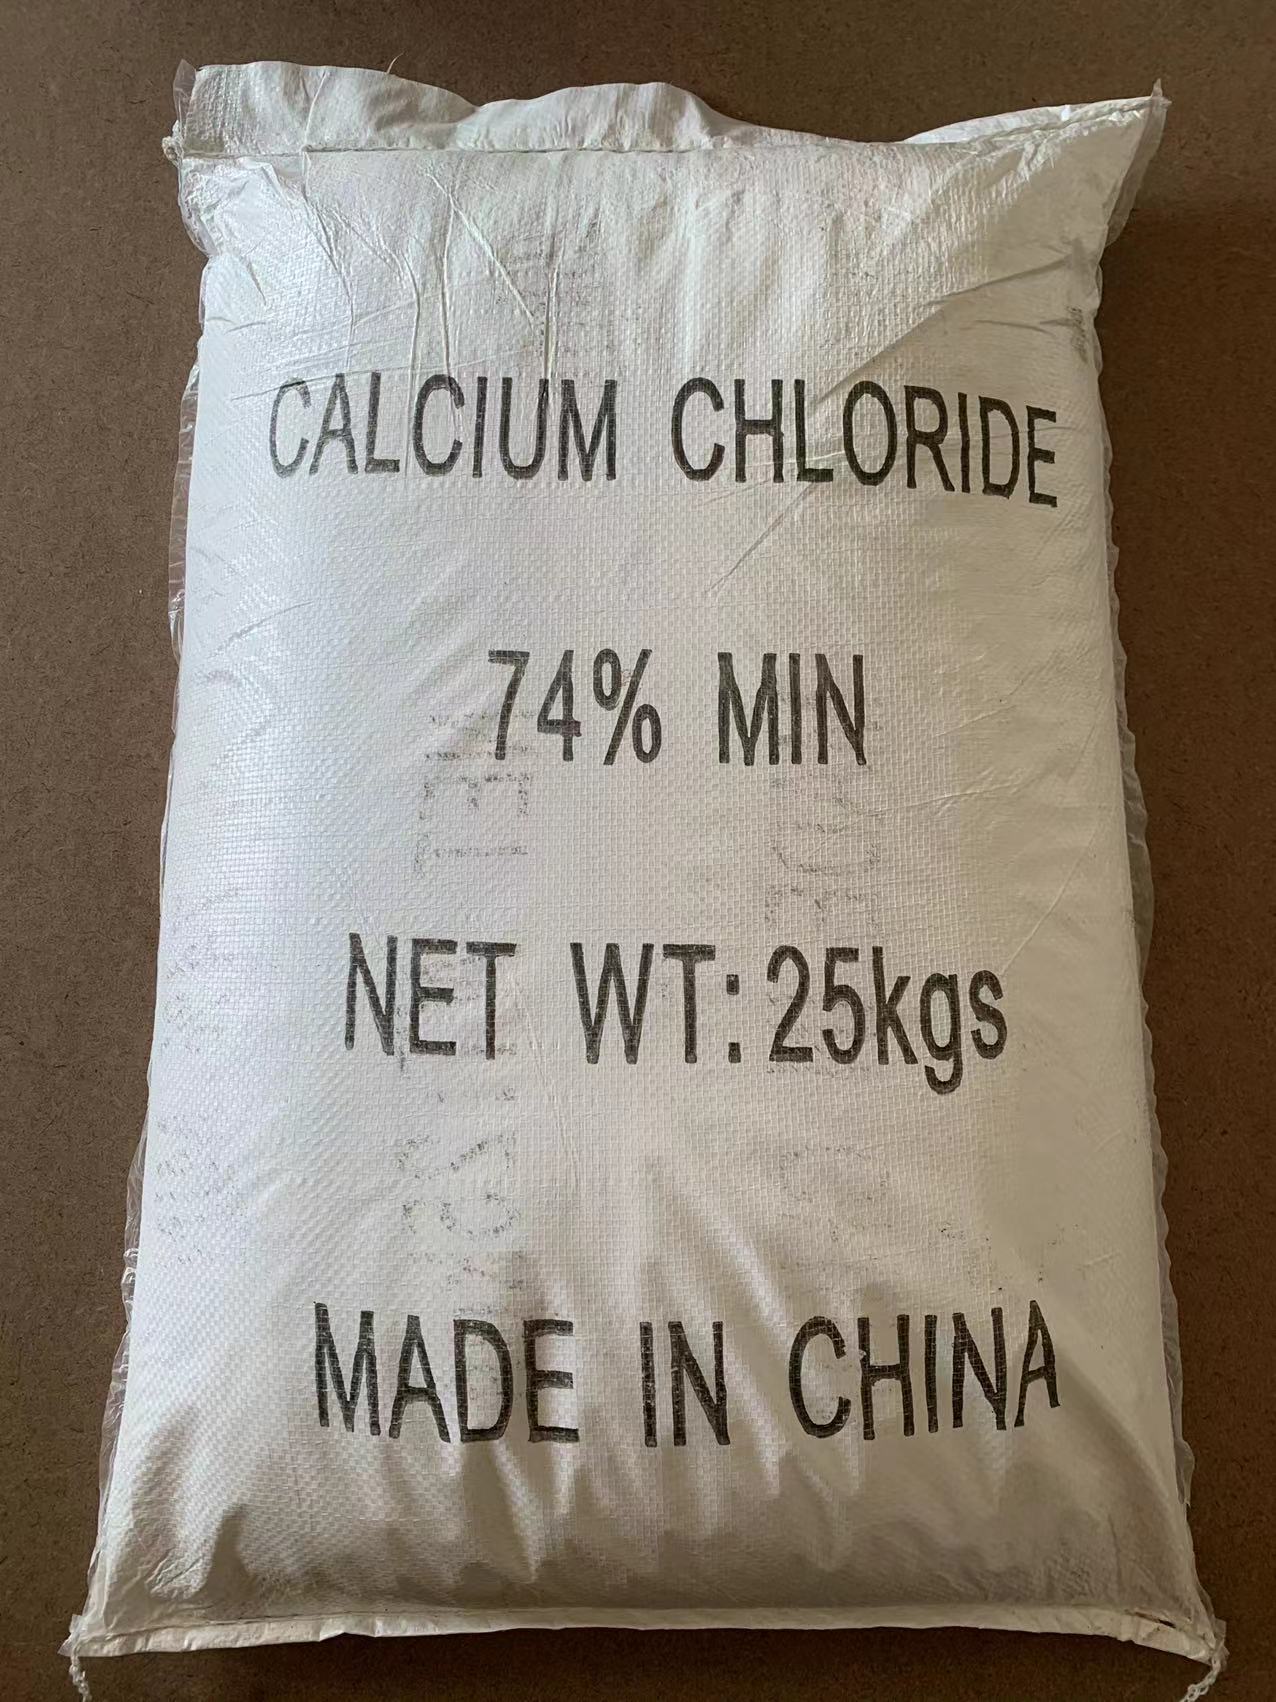 CALCIUM CHLORIDE
74% MIN
NET WT:25kgs
MADE IN CHINA